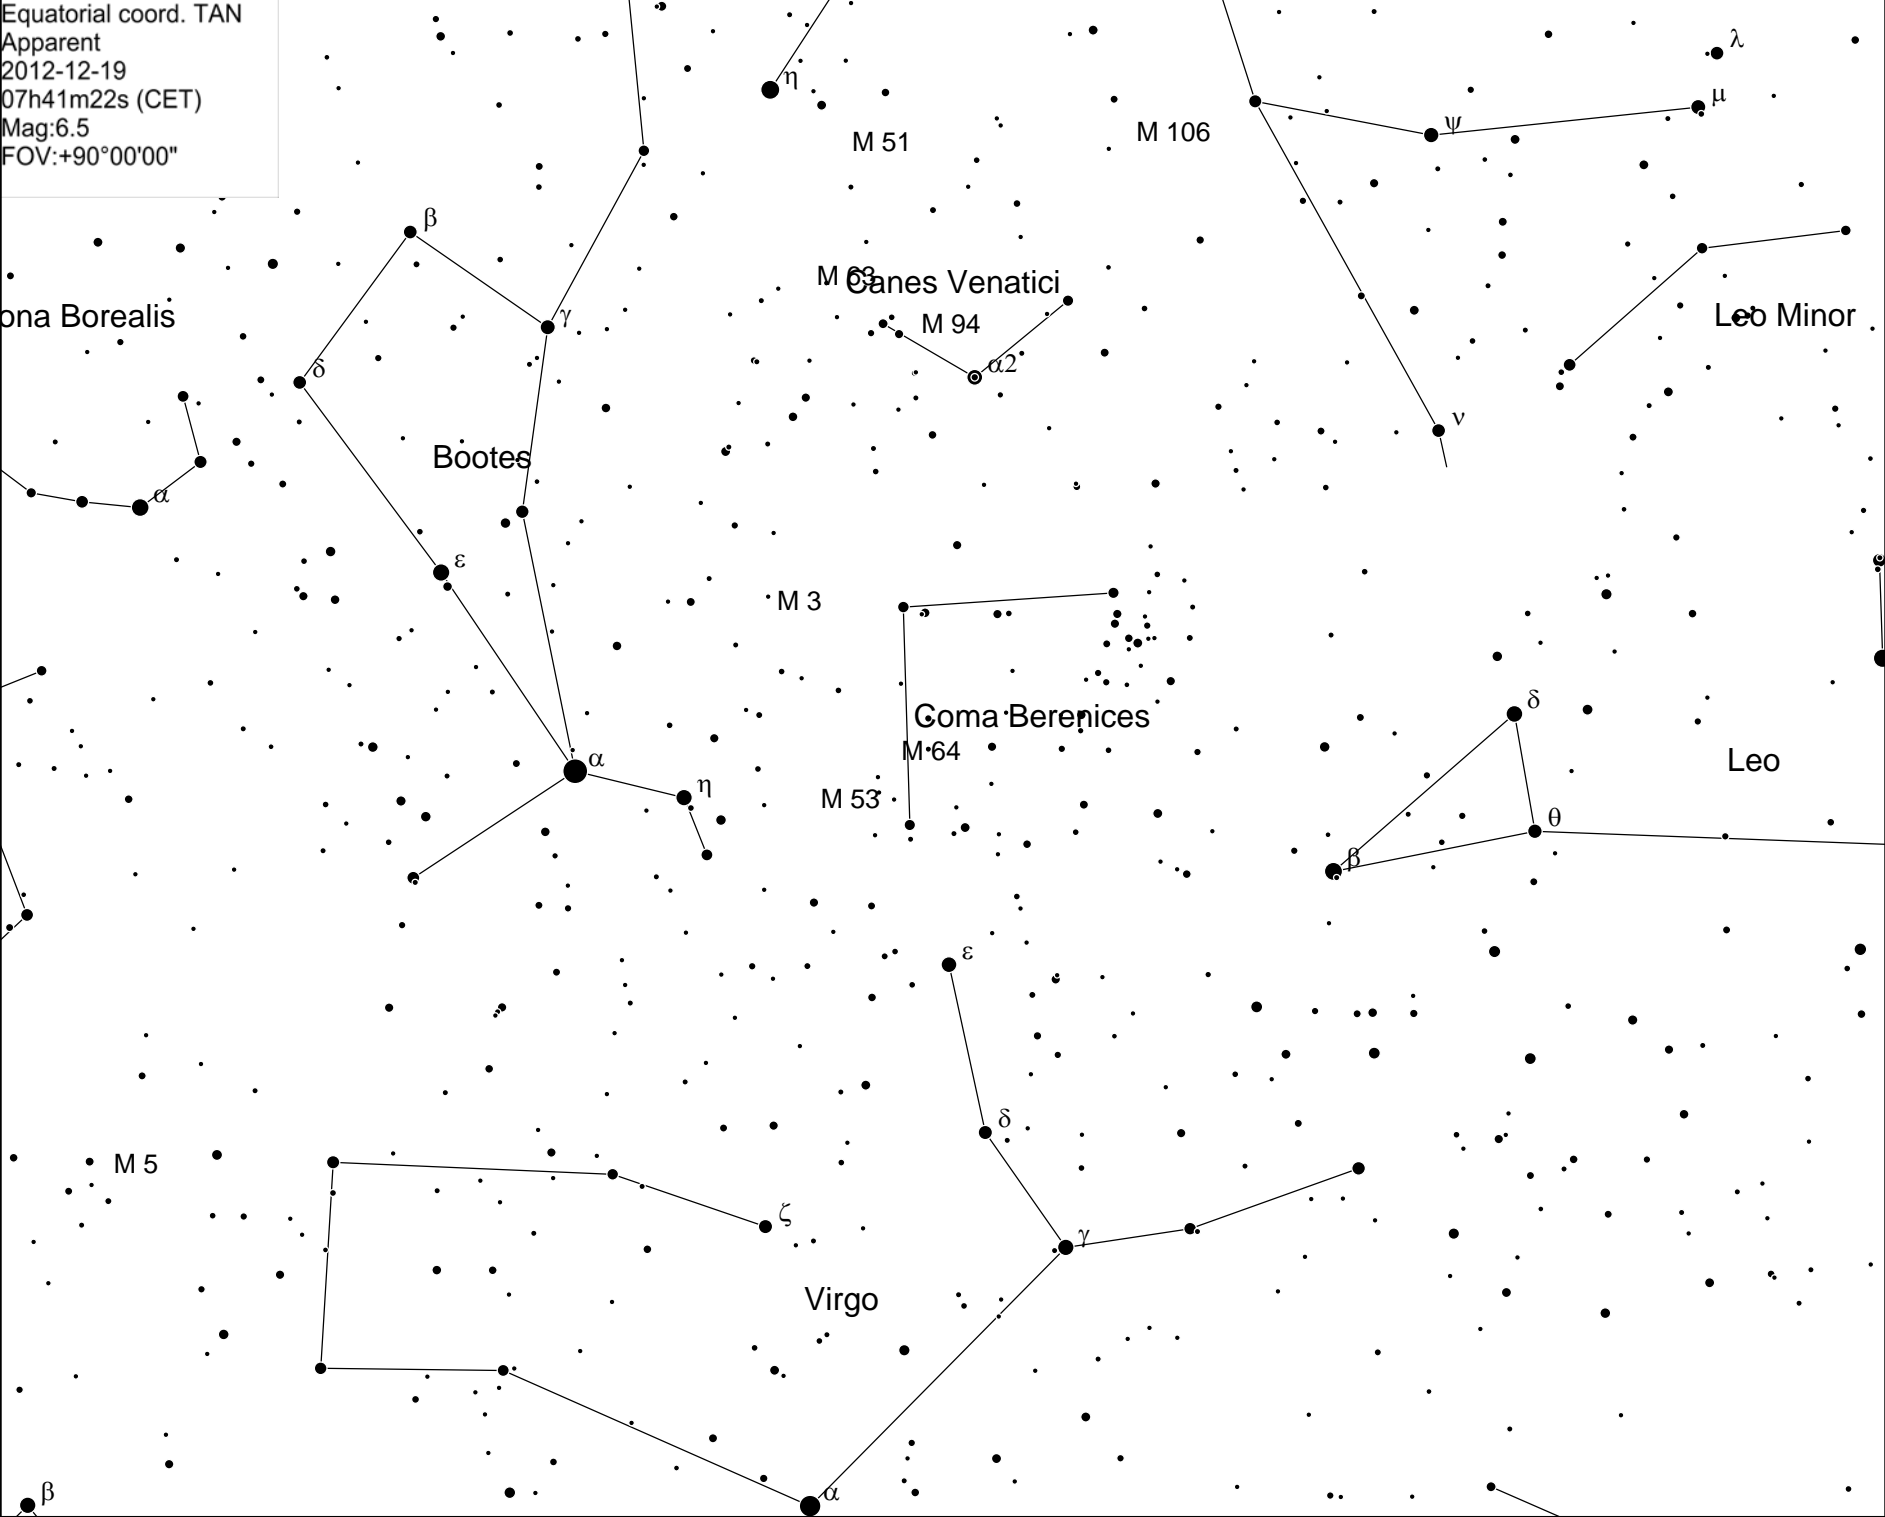 Equatorial coord. TAN
Apparent
2012-12-19
07h41m22s (CET)
Mag:6.5
FOV:+90°00'00"
λ
η
μ
ψ
M 51
M 106
β
M 63
Canes Venatici
ona Borealis
γ
M 94
Leo Minor
δ
α2
ν
Bootes
α
ε
M 3
δ
Coma Berenices
M 64
α
Leo
η
M 53
θ
β
ε
δ
M 5
ζ
γ
Virgo
β
α